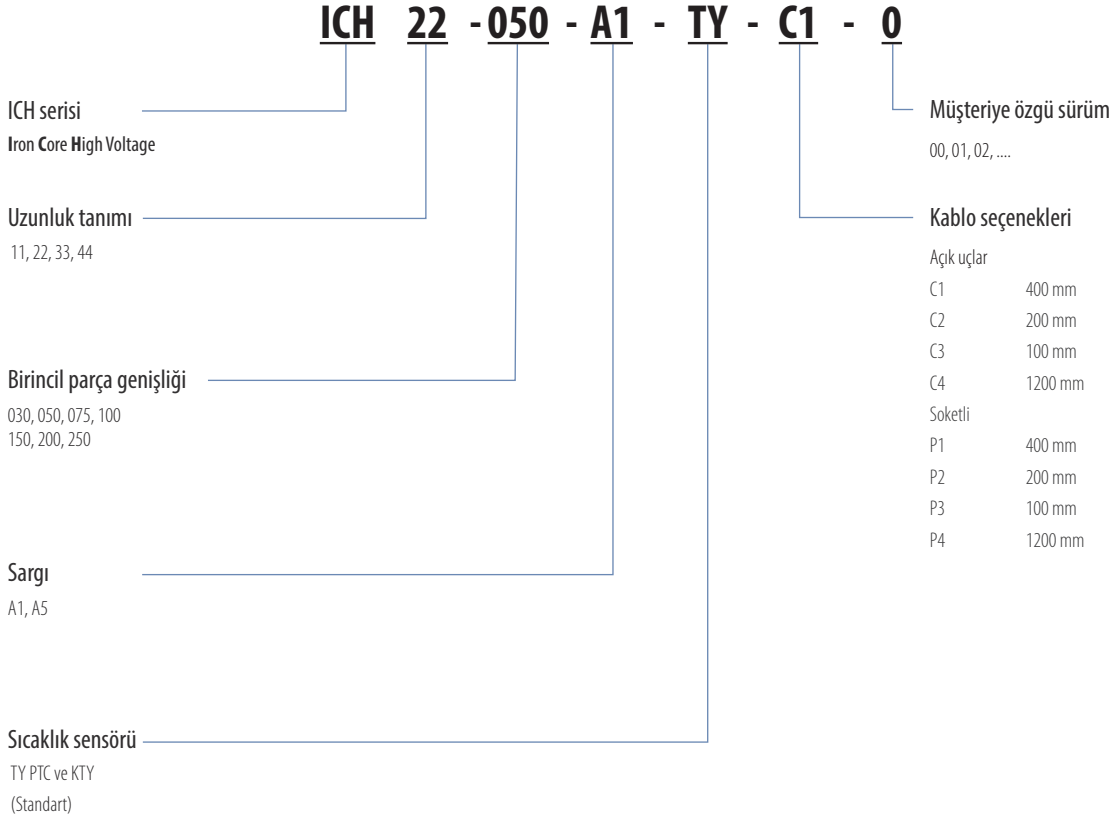 ICH 22 - 050 - A1 - TY - C1 - 0
ICH serisi
Iron Core High Voltage
Uzunluk tanımı
11, 22, 33, 44
Birincil parça genişliği
030, 050, 075, 100
150, 200, 250
Sargı
A1, A5
Sıcaklık sensörü
TY PTC ve KTY
(Standart)
Müşteriye özgü sürüm
00, 01, 02, ....
Kablo seçenekleri
Açık uçlar
C1 400 mm
C2 200 mm
C3 100 mm
C4 1200 mm
Soketli
P1 400 mm
P2 200 mm
P3 100 mm
P4 1200 mm